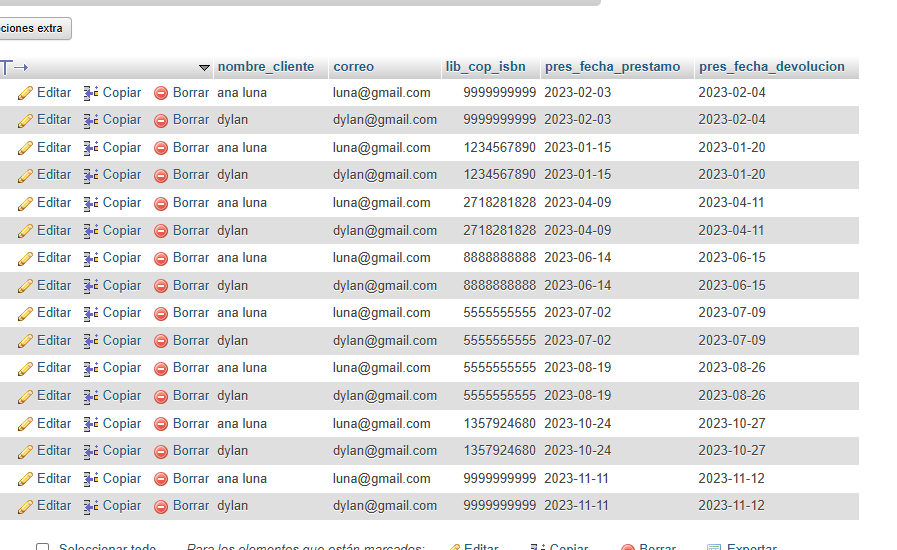 ciones extra
nombre_cliente correo lib_cop_isbn pres_fecha_prestamo pres_fecha_devolucion
Editar Copiar Borrar ana luna luna@gmail.com 9999999999 2023-02-03 2023-02-04
Editar Copiar Borrar dylan dylan@gmail.com 9999999999 2023-02-03 2023-02-04
Editar Copiar Borrar ana luna luna@gmail.com 1234567890 2023-01-15 2023-01-20
Editar Copiar Borrar dylan dylan@gmail.com 1234567890 2023-01-15 2023-01-20
Editar Copiar Borrar ana luna luna@gmail.com 2718281828 2023-04-09 2023-04-11
Editar Copiar Borrar dylan dylan@gmail.com 2718281828 2023-04-09 2023-04-11
Editar Copiar Borrar ana luna luna@gmail.com 8888888888 2023-06-14 2023-06-15
Editar Copiar Borrar dylan dylan@gmail.com 8888888888 2023-06-14 2023-06-15
Editar Copiar Borrar ana luna luna@gmail.com 5555555555 2023-07-02 2023-07-09
Editar Copiar Borrar dylan dylan@gmail.com 5555555555 2023-07-02 2023-07-09
Editar Copiar Borrar ana luna luna@gmail.com 5555555555 2023-08-19 2023-08-26
Editar Copiar Borrar dylan dylan@gmail.com 5555555555 2023-08-19 2023-08-26
Editar Copiar Borrar ana luna luna@gmail.com 1357924680 2023-10-24 2023-10-27
Editar Copiar Borrar dylan dylan@gmail.com 1357924680 2023-10-24 2023-10-27
Editar Copiar Borrar ana luna luna@gmail.com 9999999999 2023-11-11 2023-11-12
Editar Copiar Borrar dylan dylan@gmail.com 9999999999 2023-11-11 2023-11-12
Seleccionar todo Para los elementos que están marcados: Editar Copiar Borrar Exportar